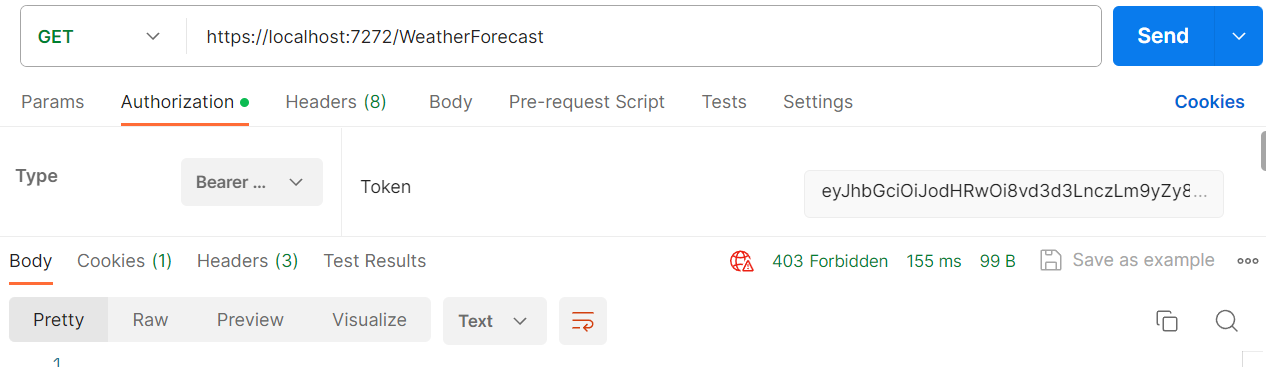 GET https://localhost:7272/WeatherForecast Send
Params Authorization Headers (8) Body Pre-request Script Tests Settings Cookies
Type Bearer ... Token eyJhbGciOiJodHRwOi8vd3d3LnczLm9yZy8...
Body Cookies (1) Headers (3) Test Results 403 Forbidden 155 ms 99 B Save as example
Pretty Raw Preview Visualize Text
1